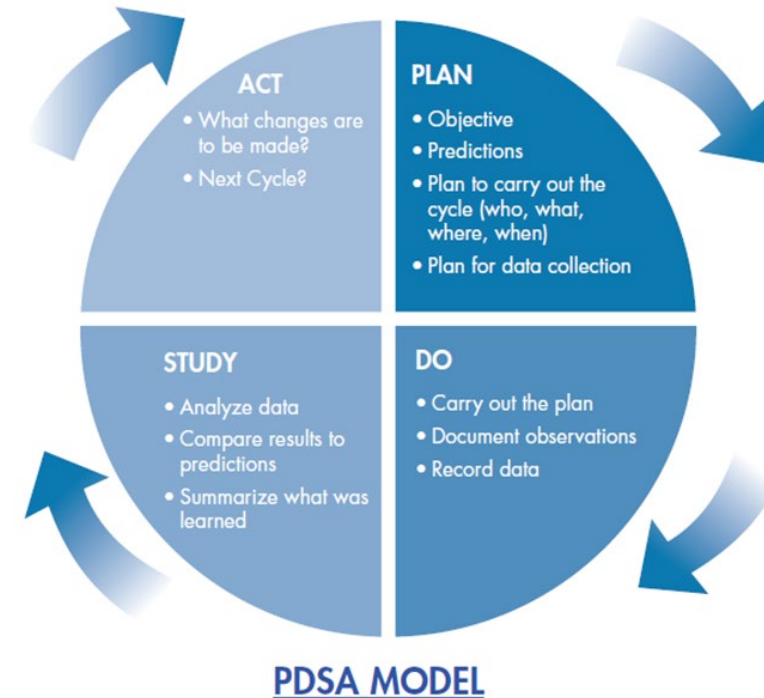 ACT
• What changes are
to be made?
• Next Cycle?
PLAN
• Objective
• Predictions
• Plan to carry out the
cycle (who, what,
where, when)
• Plan for data collection
STUDY
• Analyze data
• Compare results to
predictions
• Summarize what was
learned
DO
• Carry out the plan
• Document observations
• Record data
PDSA MODEL